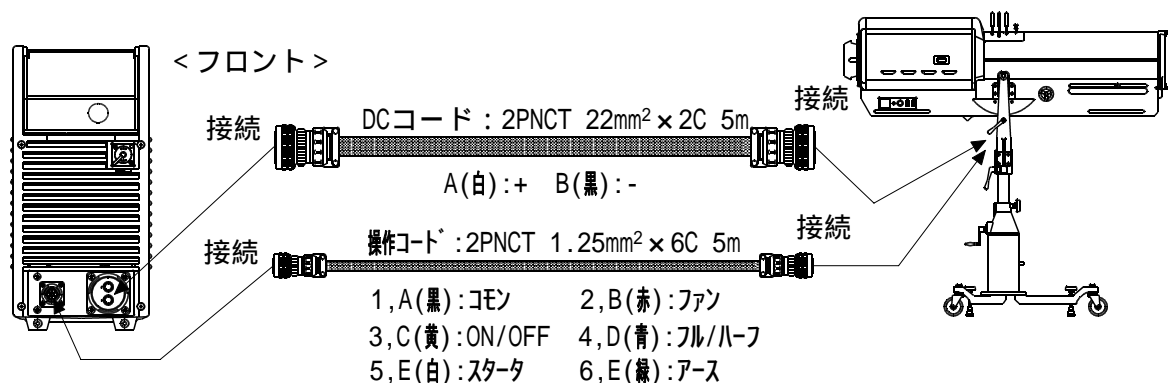 <フロント>
接続
DCコード：2PNCT 22mm²×2C 5m
接続
A(白):+ B(黒):-
接続
操作ｺｰﾄﾞ:2PNCT 1.25mm²×6C 5m
接続
1,A(黒):ｺﾓﾝ 2,B(赤):ﾌｧﾝ
3,C(黄):ON/OFF 4,D(青):ﾌﾙ/ﾊｰﾌ
5,E(白):ｽﾀｰﾀ 6,E(緑):ｱｰｽ